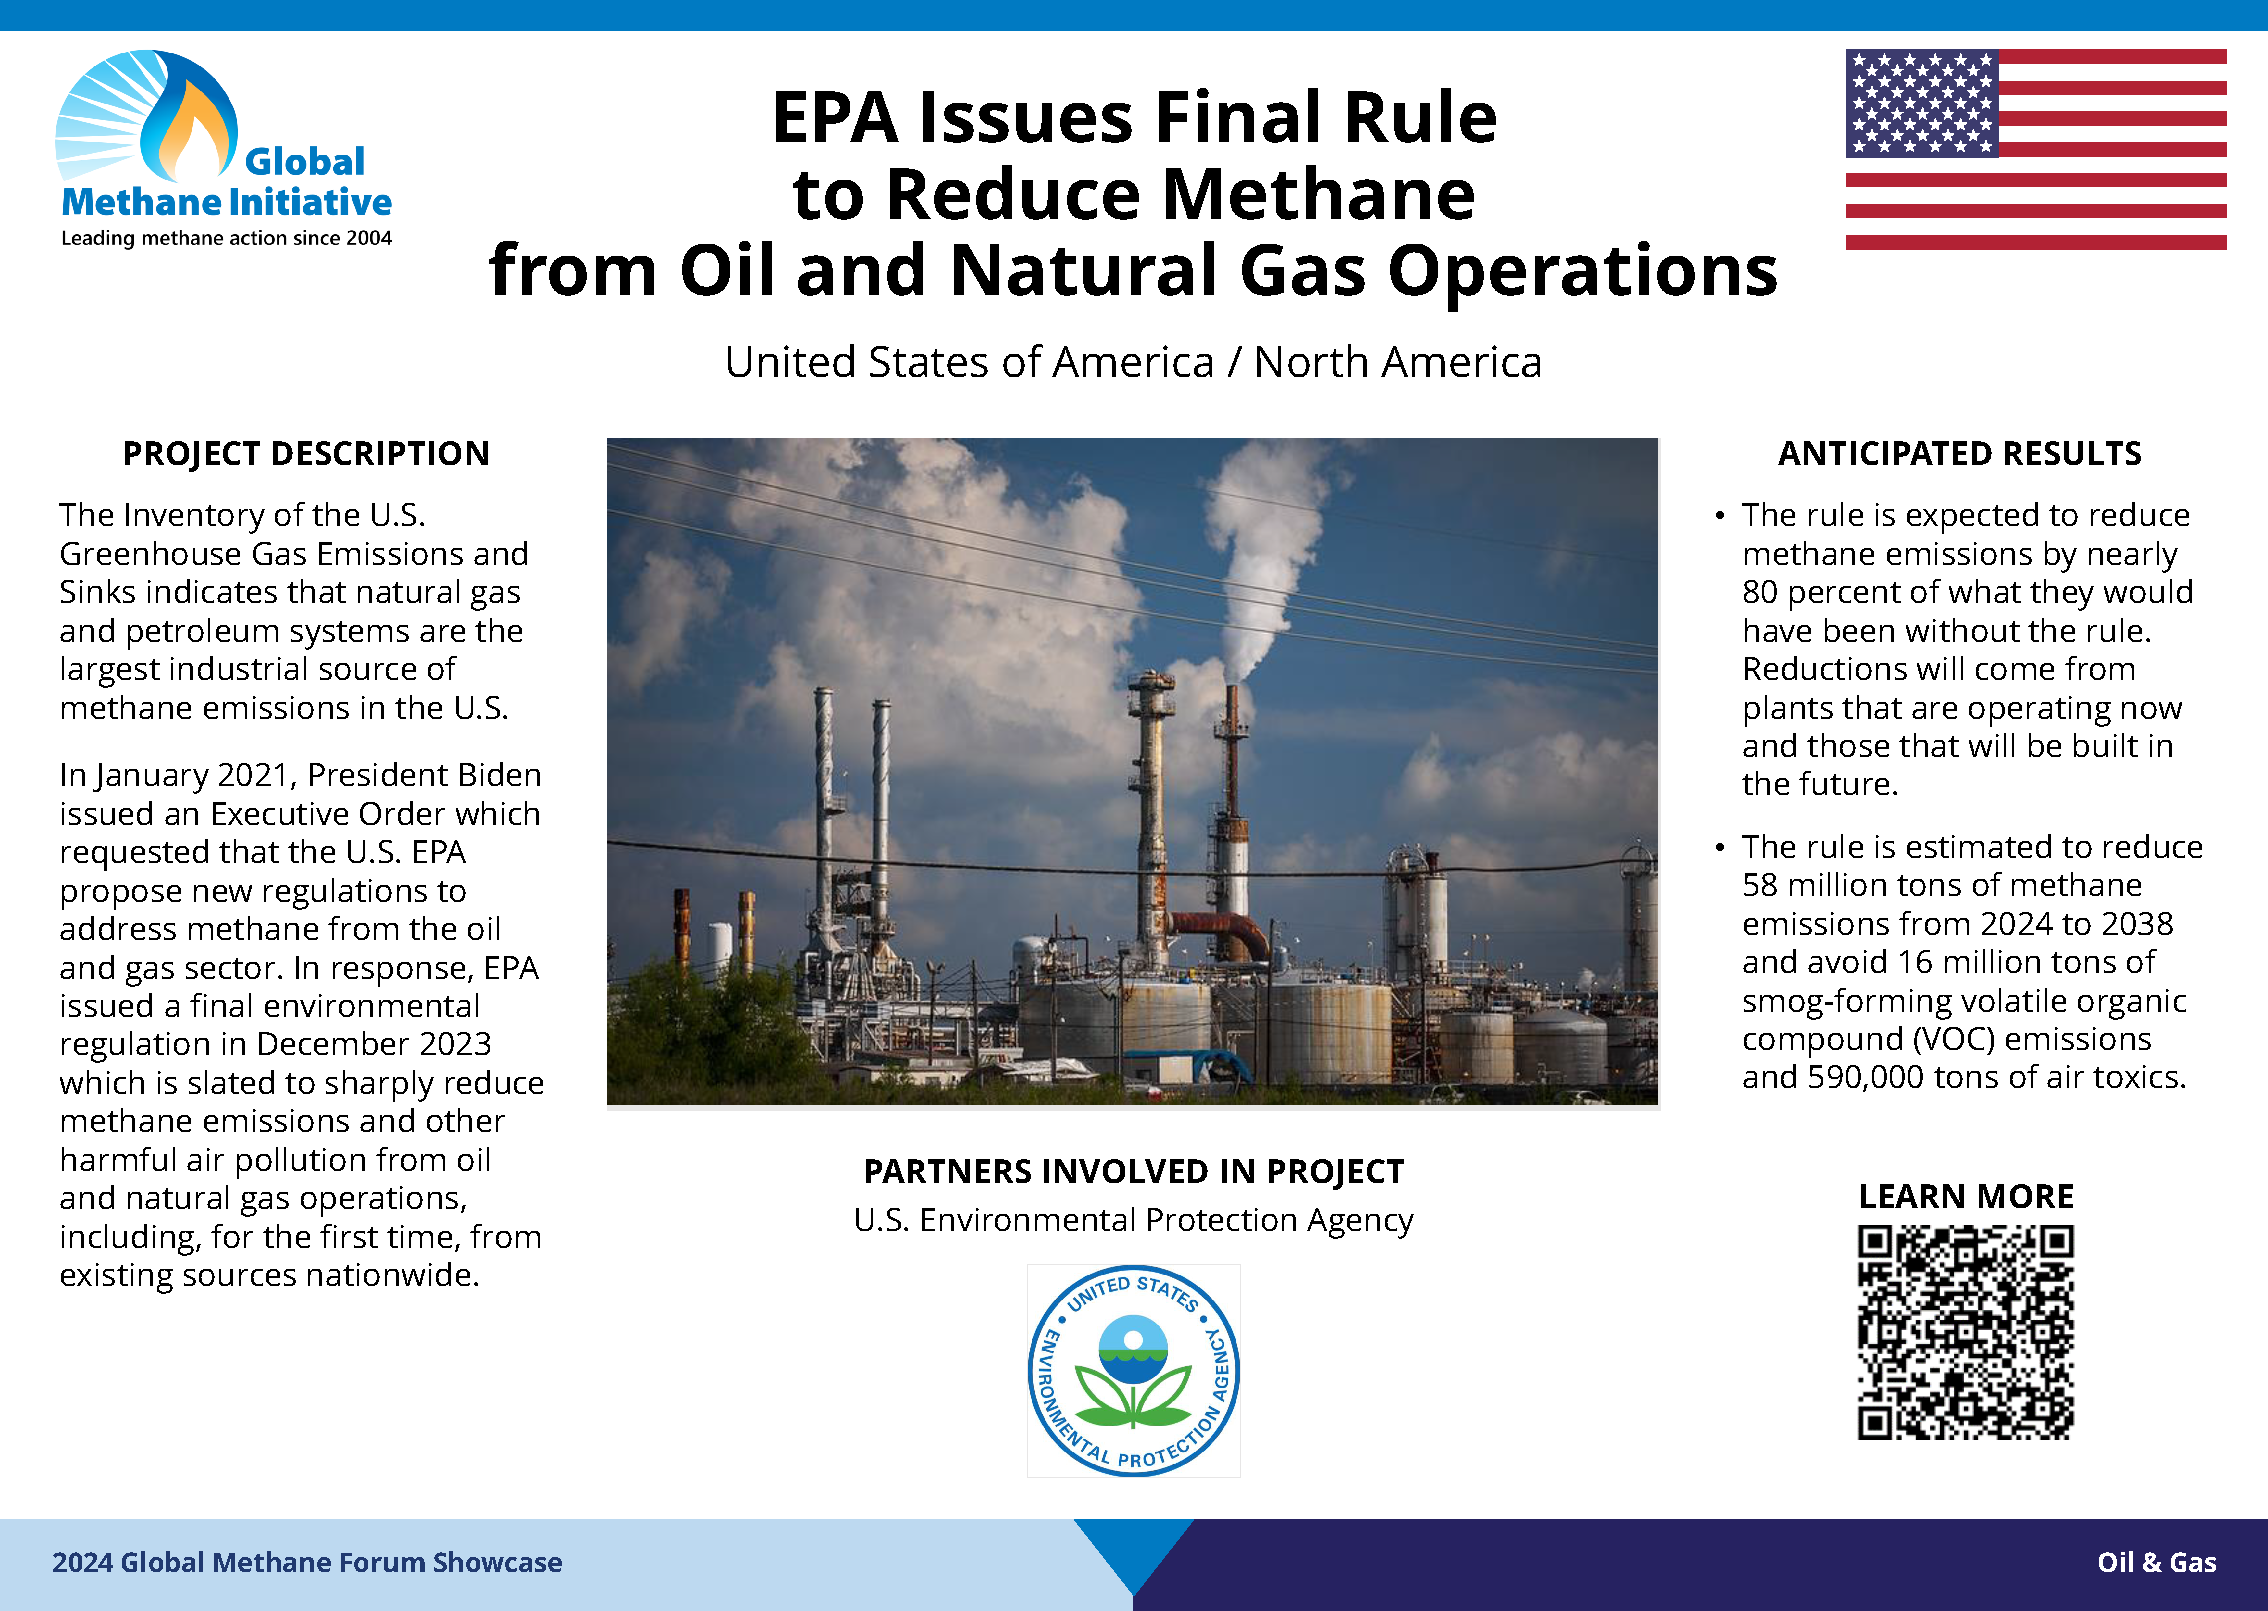 Global
Methane Initiative
Leading methane action since 2004
EPA Issues Final Rule
to Reduce Methane
from Oil and Natural Gas Operations
United States of America / North America
PROJECT DESCRIPTION
The Inventory of the U.S.
Greenhouse Gas Emissions and
Sinks indicates that natural gas
and petroleum systems are the
largest industrial source of
methane emissions in the U.S.
In January 2021, President Biden
issued an Executive Order which
requested that the U.S. EPA
propose new regulations to
address methane from the oil
and gas sector. In response, EPA
issued a final environmental
regulation in December 2023
which is slated to sharply reduce
methane emissions and other
harmful air pollution from oil
and natural gas operations,
including, for the first time, from
existing sources nationwide.
PARTNERS INVOLVED IN PROJECT
U.S. Environmental Protection Agency
UNITED STATES
ENVIRONMENTAL PROTECTION AGENCY
ANTICIPATED RESULTS
• The rule is expected to reduce
methane emissions by nearly
80 percent of what they would
have been without the rule.
Reductions will come from
plants that are operating now
and those that will be built in
the future.
• The rule is estimated to reduce
58 million tons of methane
emissions from 2024 to 2038
and avoid 16 million tons of
smog-forming volatile organic
compound (VOC) emissions
and 590,000 tons of air toxics.
LEARN MORE
2024 Global Methane Forum Showcase
Oil & Gas